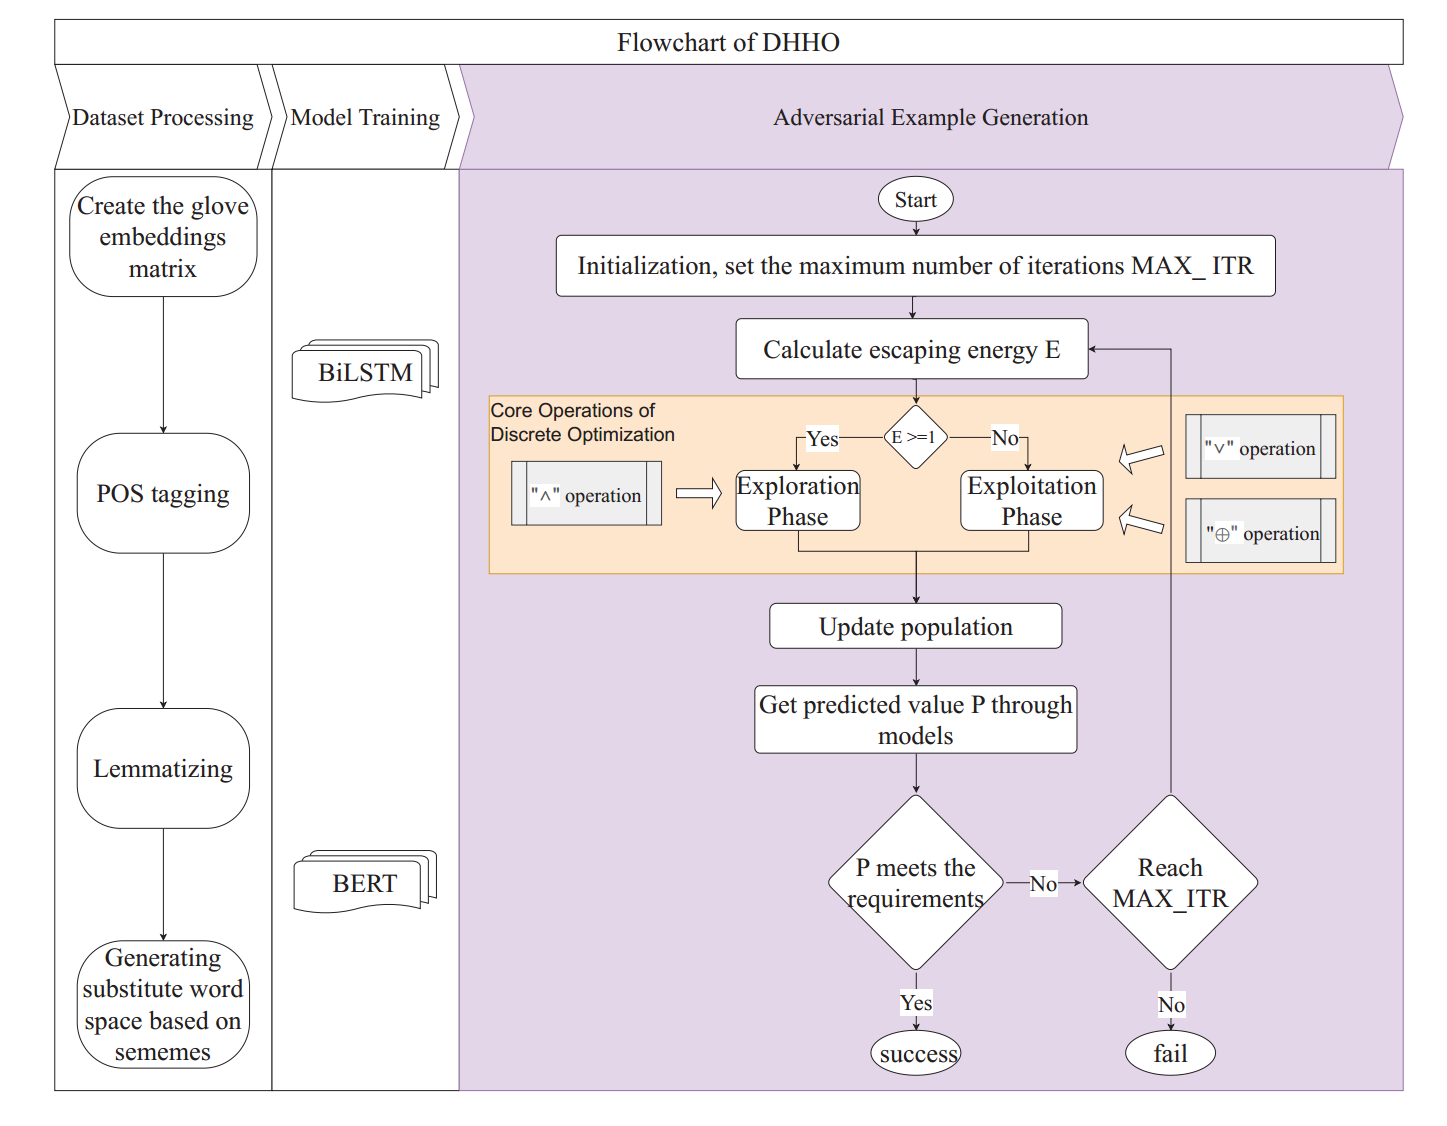 Flowchart of DHHO
Dataset Processing
Model Training
Adversarial Example Generation
Create the glove
embeddings
matrix
POS tagging
Lemmatizing
Generating
substitute word
space based on
sememes
BiLSTM
BERT
Start
Initialization, set the maximum number of iterations MAX_ ITR
Calculate escaping energy E
Core Operations of
Discrete Optimization
E >=1
Yes
No
"∧" operation
Exploration
Phase
Exploitation
Phase
"∨" operation
"⊕" operation
Update population
Get predicted value P through
models
P meets the
requirements
No
Reach
MAX_ITR
Yes
No
success
fail